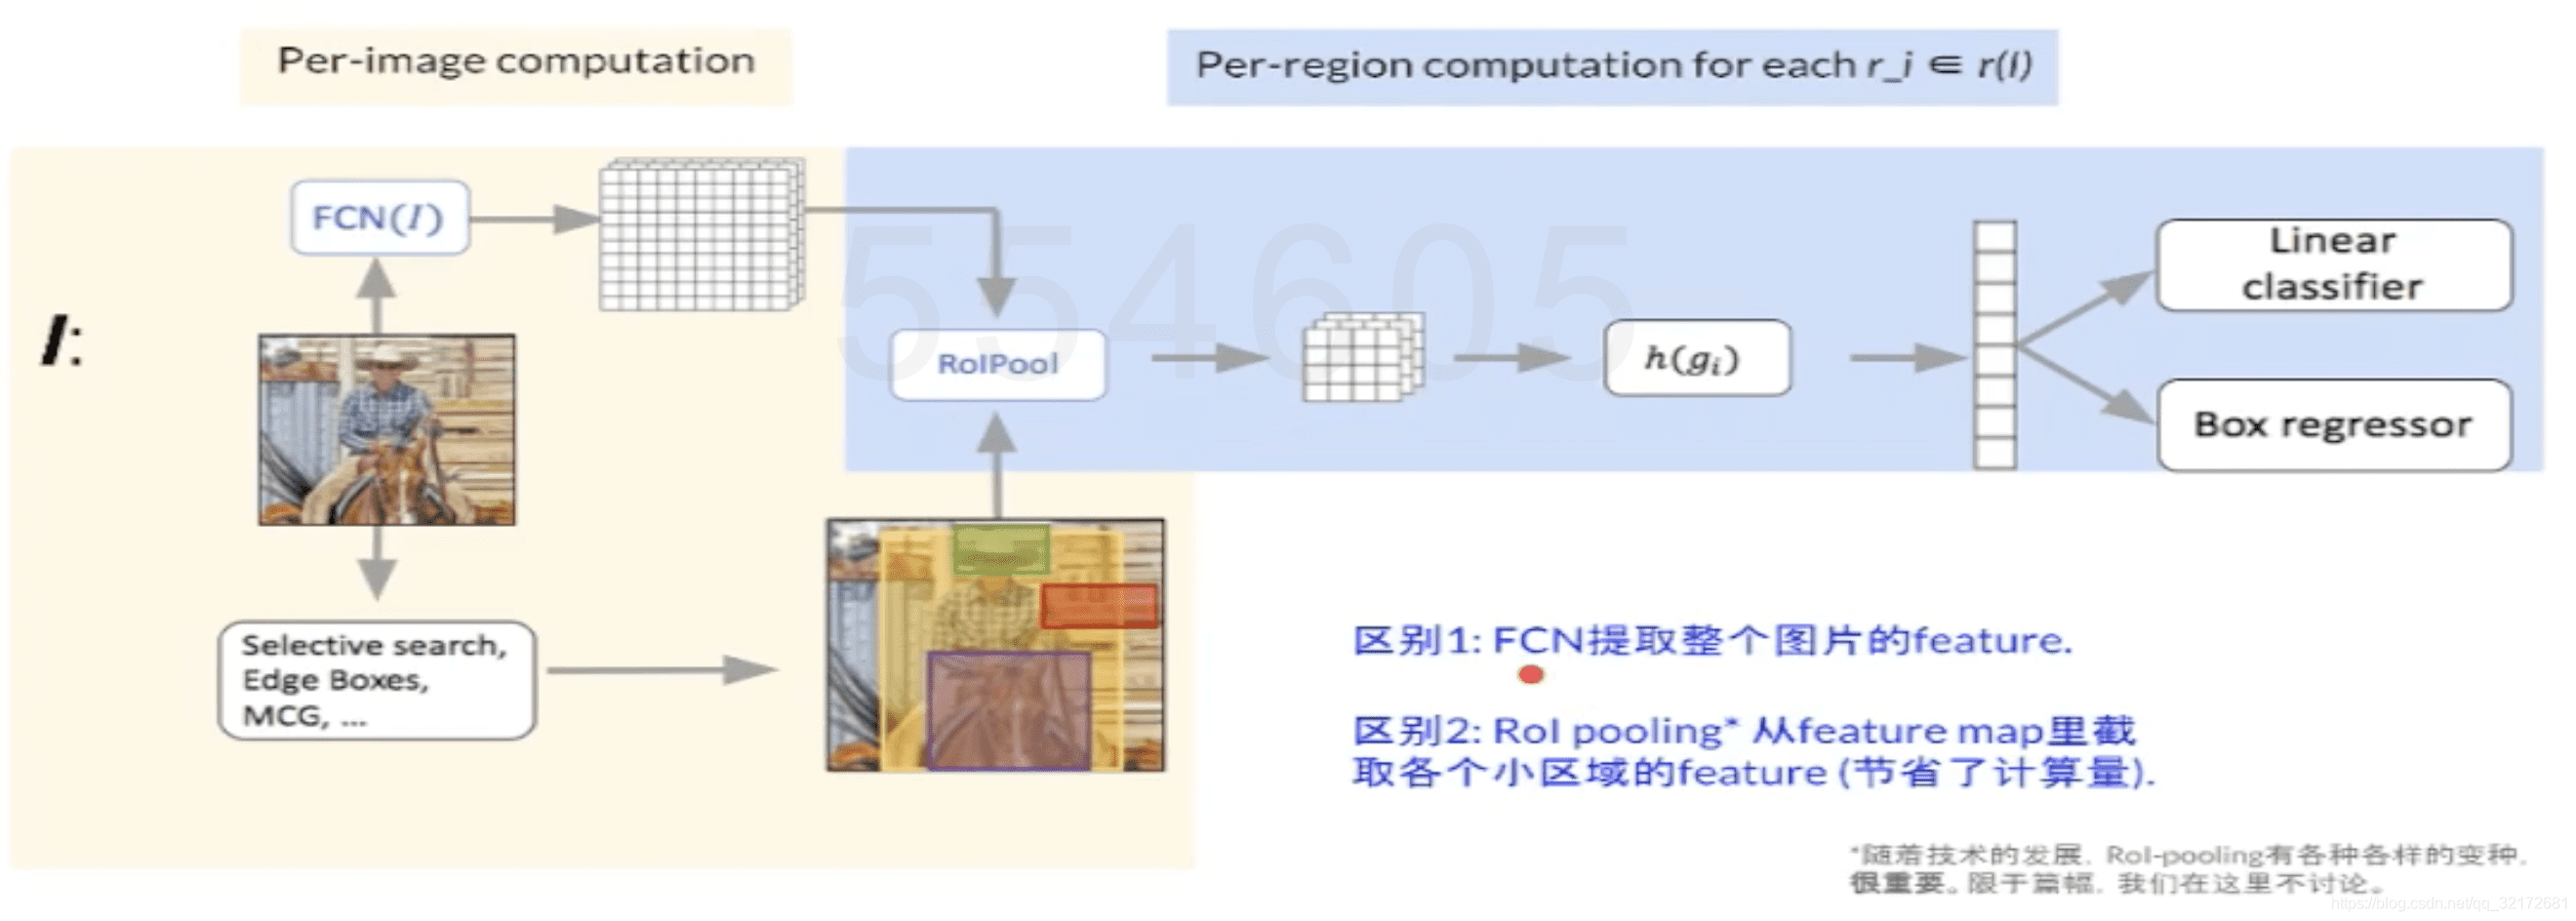 Per-image computation
Per-region computation for each r_i ∈ r(I)
FCN(I)
I:
554605
RoIPool
h(gᵢ)
Linear
classifier
Box regressor
Selective search,
Edge Boxes,
MCG, ...
区别1: FCN提取整个图片的feature.
区别2: RoI pooling* 从feature map里截
取各个小区域的feature (节省了计算量).
*随着技术的发展, RoI-pooling有各种各样的变种,
很重要。限于篇幅, 我们在这里不讨论。
https://blog.csdn.net/qq_32172681